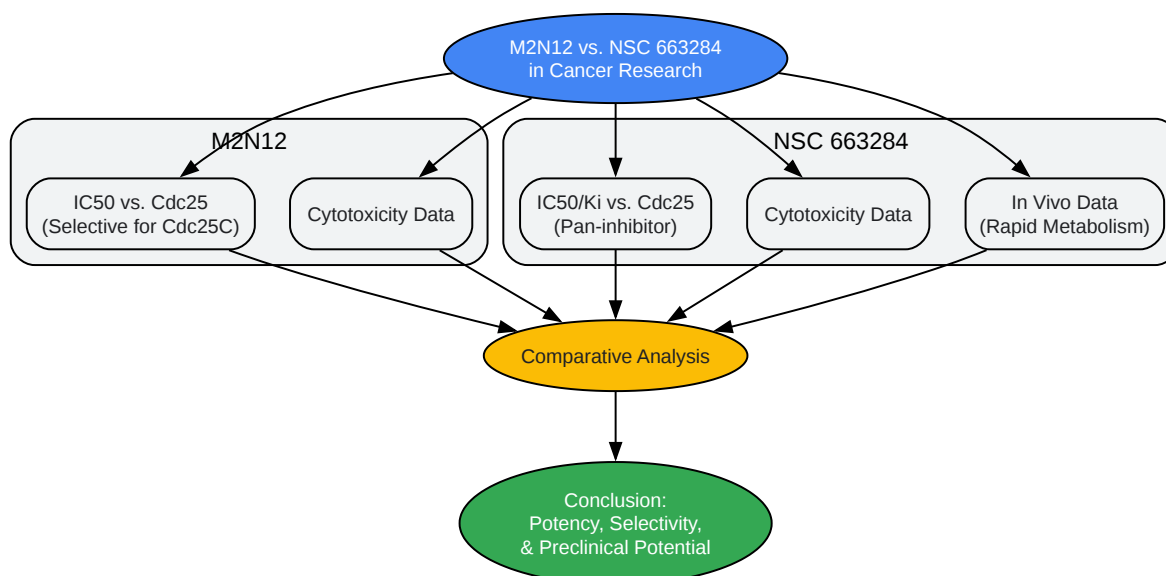 M2N12 vs. NSC 663284
in Cancer Research
M2N12
NSC 663284
IC50 vs. Cdc25
(Selective for Cdc25C)
Cytotoxicity Data
IC50/Ki vs. Cdc25
(Pan-inhibitor)
Cytotoxicity Data
In Vivo Data
(Rapid Metabolism)
Comparative Analysis
Conclusion:
Potency, Selectivity,
& Preclinical Potential